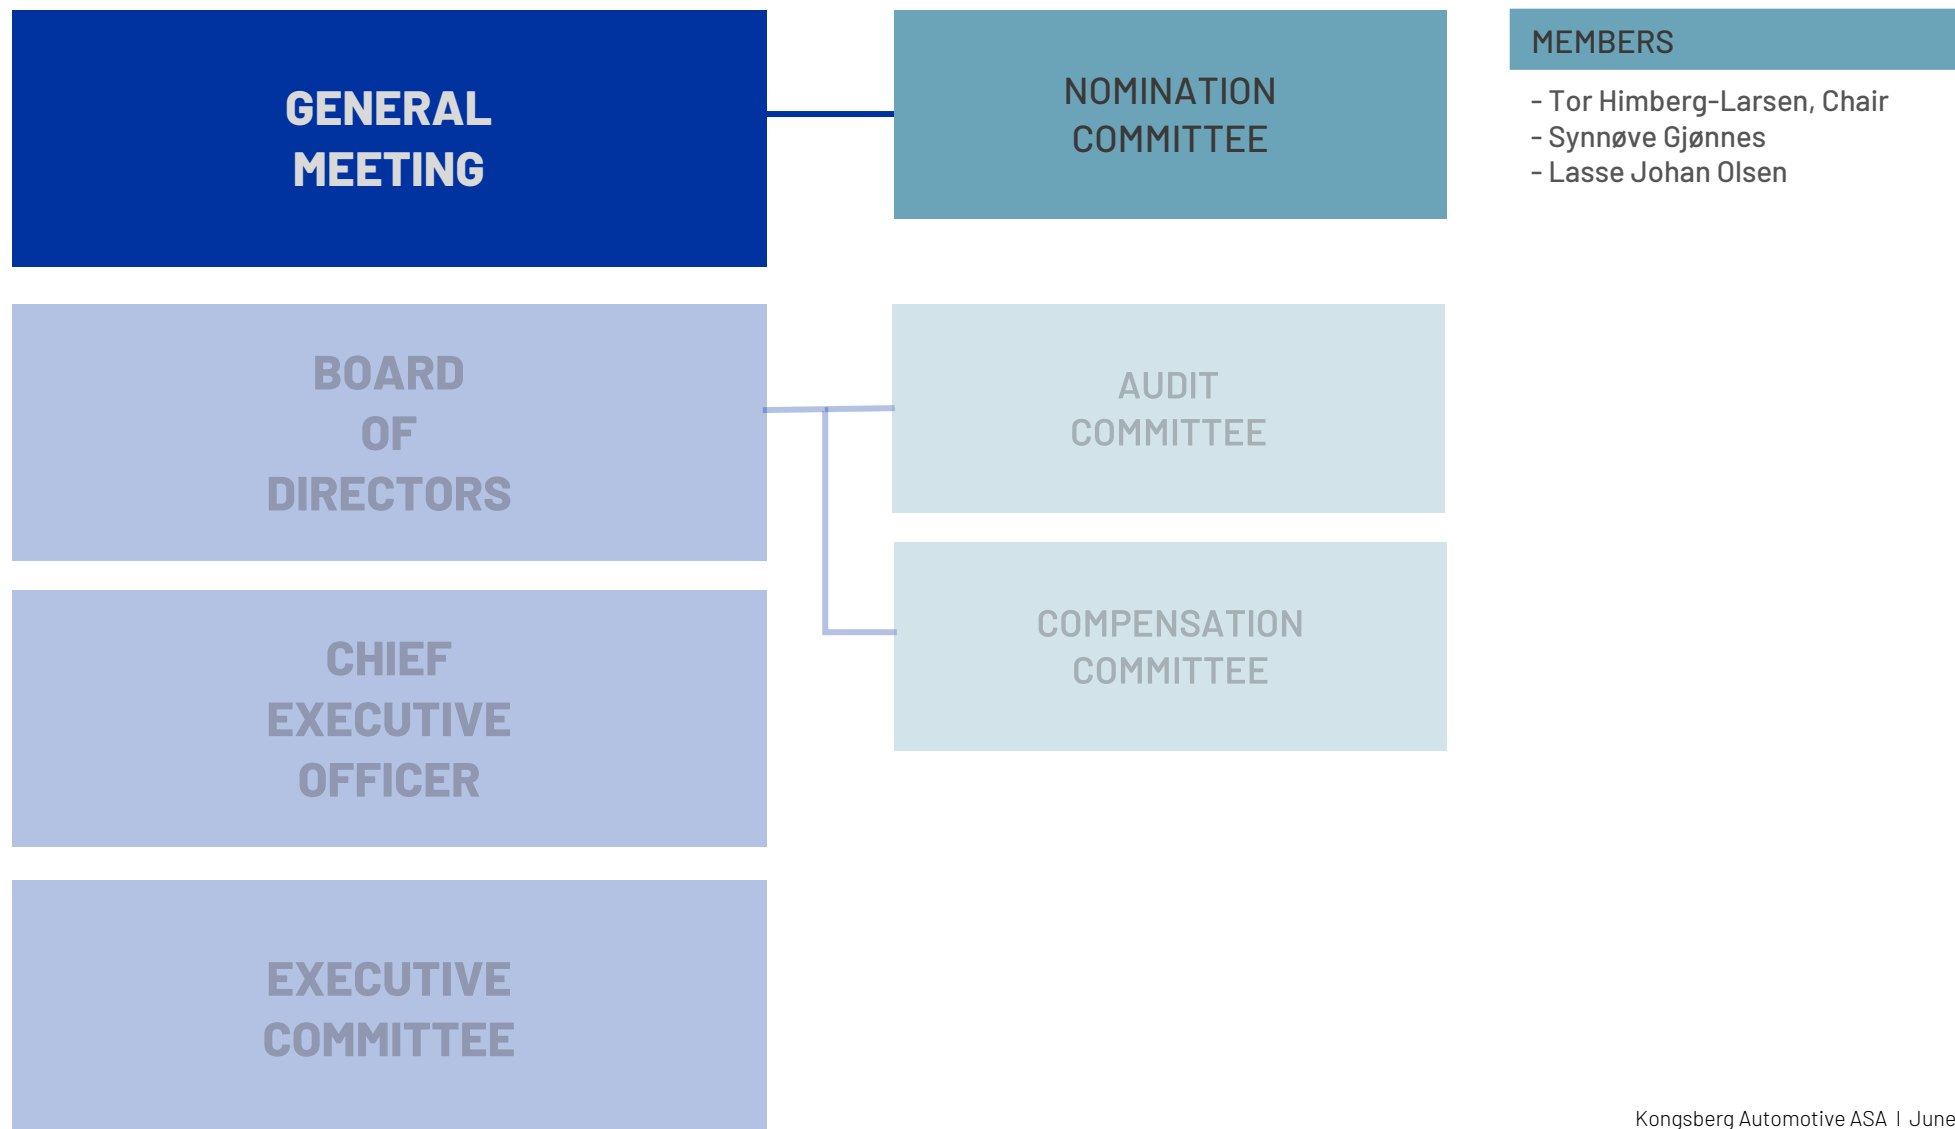 GENERAL
MEETING
NOMINATION
COMMITTEE
MEMBERS
- Tor Himberg-Larsen, Chair
- Synnøve Gjønnes
- Lasse Johan Olsen
BOARD
OF
DIRECTORS
AUDIT
COMMITTEE
COMPENSATION
COMMITTEE
CHIEF
EXECUTIVE
OFFICER
EXECUTIVE
COMMITTEE
Kongsberg Automotive ASA I June